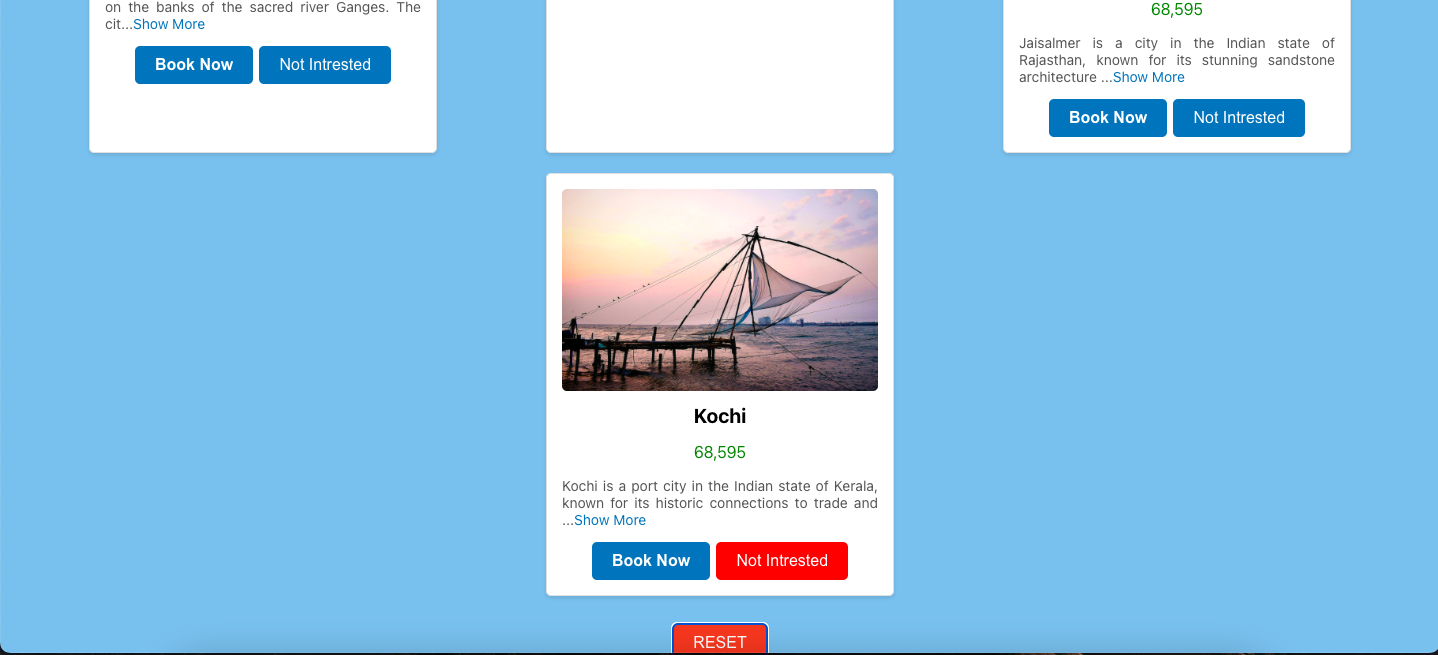 on the banks of the sacred river Ganges. The
cit...Show More
Book Now
Not Intrested
68,595
Jaisalmer is a city in the Indian state of
Rajasthan, known for its stunning sandstone
architecture ...Show More
Book Now
Not Intrested
Kochi
68,595
Kochi is a port city in the Indian state of Kerala,
known for its historic connections to trade and
...Show More
Book Now
Not Intrested
RESET